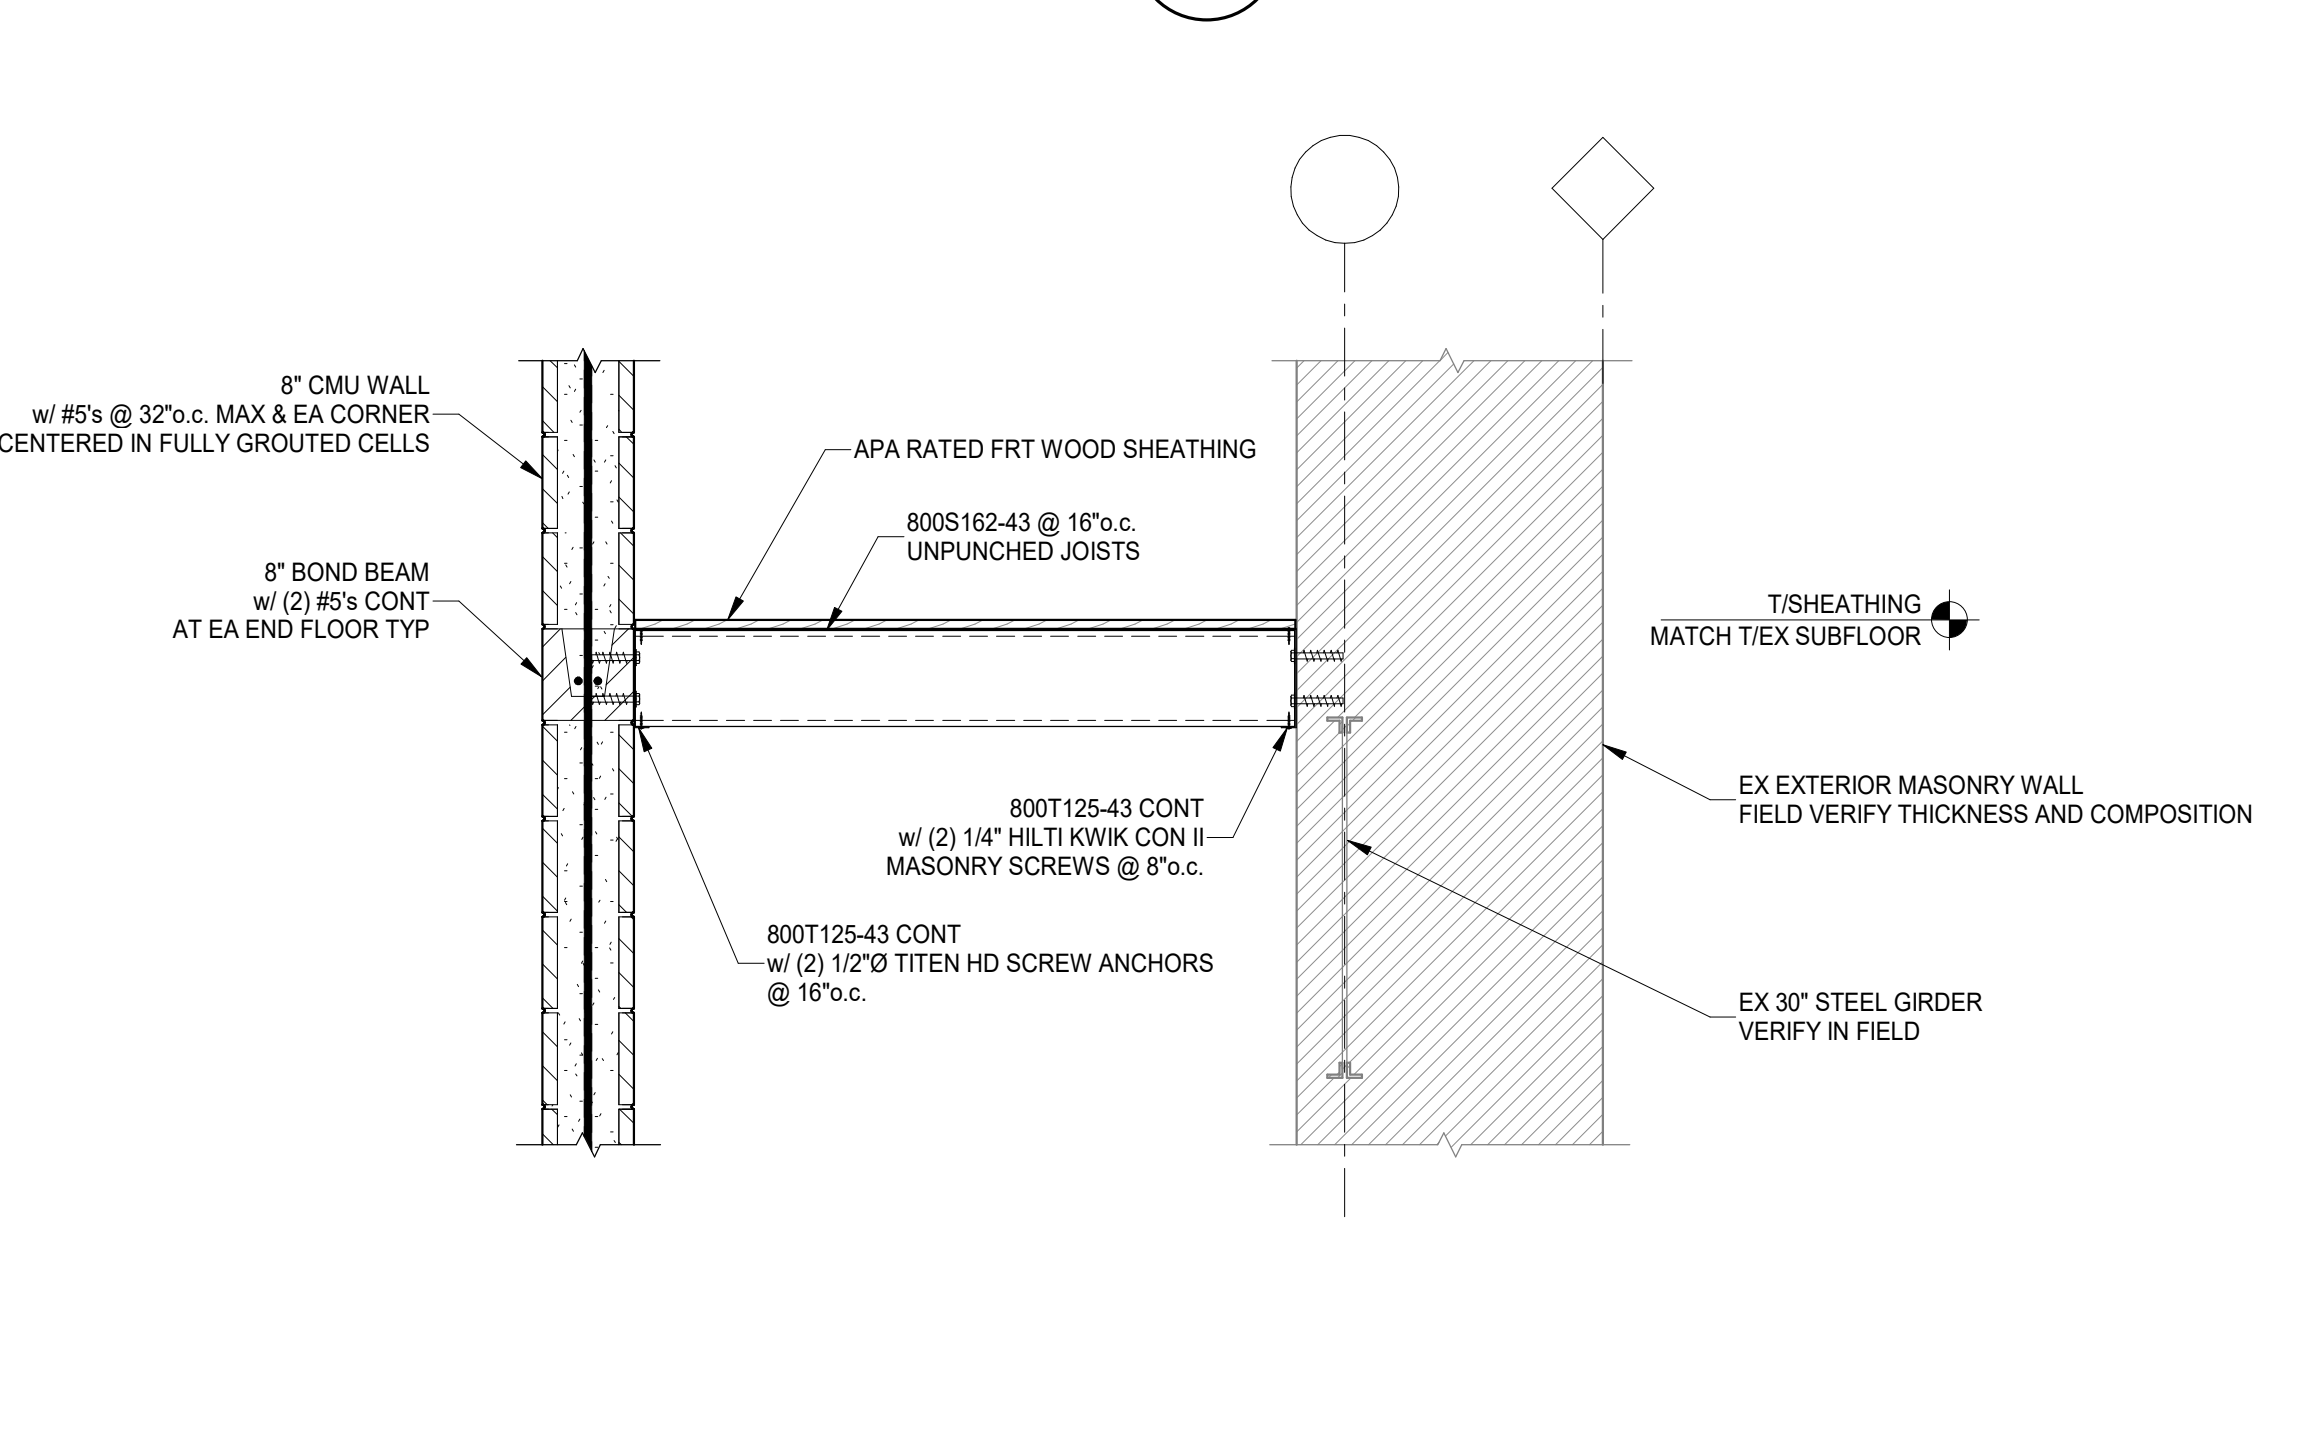 8" CMU WALL
w/ #5's @ 32"o.c. MAX & EA CORNER
CENTERED IN FULLY GROUTED CELLS
APA RATED FRT WOOD SHEATHING
800S162-43 @ 16"o.c.
UNPUNCHED JOISTS
8" BOND BEAM
w/ (2) #5's CONT
AT EA END FLOOR TYP
T/SHEATHING
MATCH T/EX SUBFLOOR
EX EXTERIOR MASONRY WALL
FIELD VERIFY THICKNESS AND COMPOSITION
800T125-43 CONT
w/ (2) 1/4" HILTI KWIK CON II
MASONRY SCREWS @ 8"o.c.
800T125-43 CONT
w/ (2) 1/2"Ø TITEN HD SCREW ANCHORS
@ 16"o.c.
EX 30" STEEL GIRDER
VERIFY IN FIELD